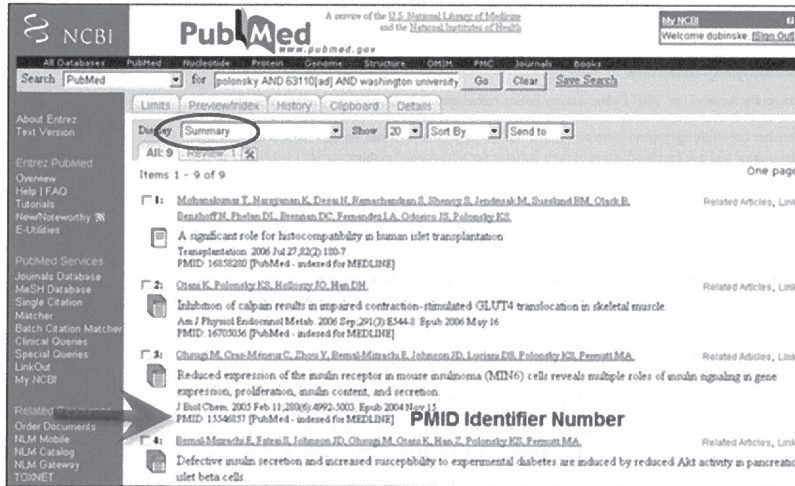 NCBI
PubMed
www.pubmed.gov
A service of the U.S. National Library of Medicine
and the National Institutes of Health
My NCBI
Welcome dubinske. [Sign Out]
All Databases PubMed Nucleotide Protein Genome Structure OMIM PMC Journals Books
Search PubMed for polonsky AND 63110[ad] AND washington university Go Clear Save Search
Limits Preview/Index History Clipboard Details
Display Summary Show 20 Sort By Send to
All: 9 Review: 1
Items 1 - 9 of 9 One page
About Entrez
Text Version
Entrez PubMed
Overview
Help | FAQ
Tutorials
New/Noteworthy
E-Utilities
PubMed Services
Journals Database
MeSH Database
Single Citation
Matcher
Batch Citation Matcher
Clinical Queries
Special Queries
LinkOut
My NCBI
Related
Order Documents
NLM Mobile
NLM Catalog
NLM Gateway
TOXNET
1: Mohanakumar T, Narayanan K, Desai N, Ramachandran S, Shenoy S, Jendrisak M, Susskind BM, Olack B, Related Articles, Link
Benshoff N, Phelan DL, Brennan DC, Fernandez LA, Odorico JS, Polonsky KS.
A significant role for histocompatibility in human islet transplantation
Transplantation. 2006 Jul 27;82(2):180-7
PMID: 16858280 [PubMed - indexed for MEDLINE]
2: Otani K, Polonsky KS, Holloszy JO, Han DH. Related Articles, Link
Inhibition of calpain results in impaired contraction-stimulated GLUT4 translocation in skeletal muscle.
Am J Physiol Endocrinol Metab. 2006 Sep;291(3):E544-8. Epub 2006 May 16
PMID: 16705056 [PubMed - indexed for MEDLINE]
3: Ohsugi M, Cras-Méneur C, Zhou Y, Bernal-Mizrachi E, Johnson JD, Luciani DS, Polonsky KS, Permutt MA. Related Articles, Link
Reduced expression of the insulin receptor in mouse insulinoma (MIN6) cells reveals multiple roles of insulin signaling in gene
expression, proliferation, insulin content, and secretion.
J Biol Chem. 2005 Feb 11;280(6):4992-5003. Epub 2004 Nov 15
PMID: 15546857 [PubMed - indexed for MEDLINE]
PMID Identifier Number
4: Bernal-Mizrachi E, Fatrai S, Johnson JD, Ohsugi M, Otani K, Han Z, Polonsky KS, Permutt MA. Related Articles, Link
Defective insulin secretion and increased susceptibility to experimental diabetes are induced by reduced Akt activity in pancreatic
islet beta cells